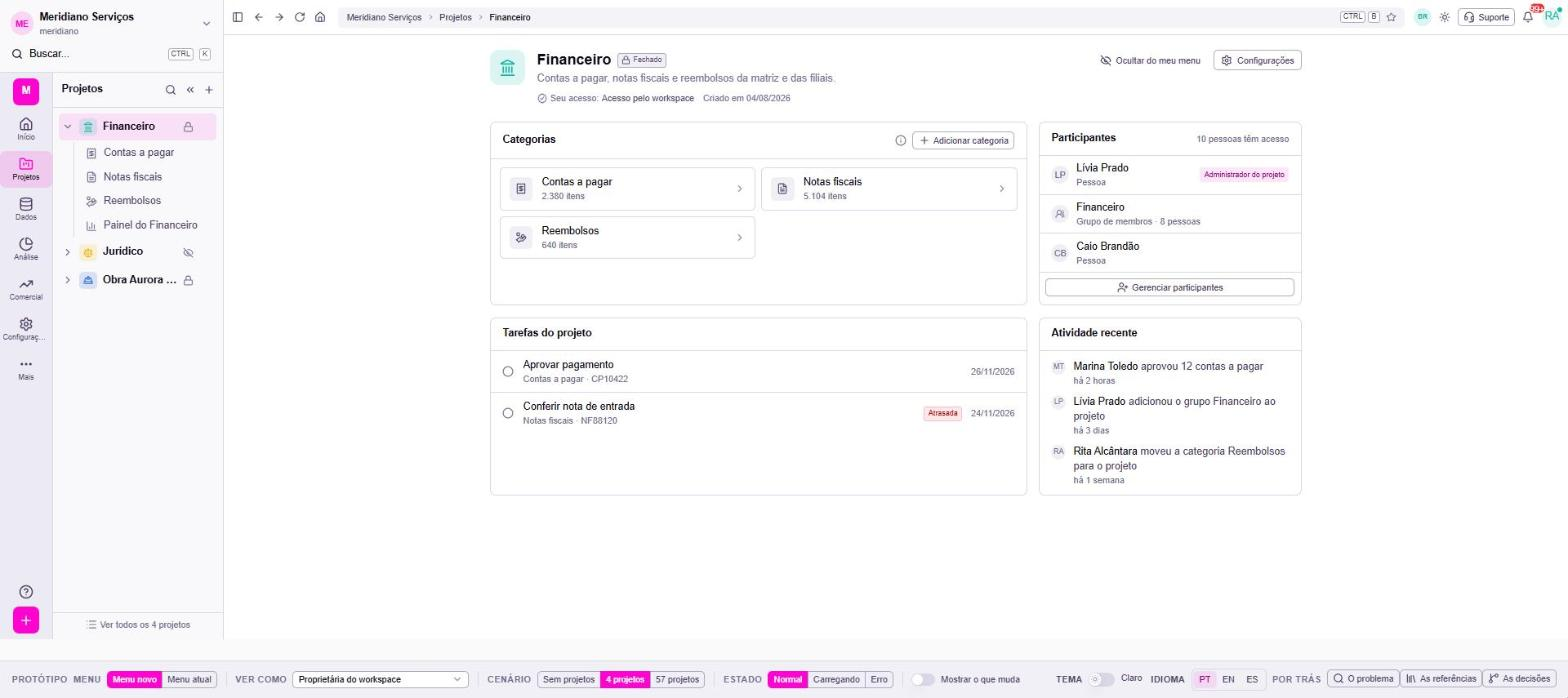 ME
Meridiano Serviços
meridiano
Buscar...
CTRL K
Meridiano Serviços > Projetos > Financeiro
CTRL B
BR
Suporte
99+
RA
M
Início
Projetos
Dados
Análise
Comercial
Configuraç...
Mais
Projetos
Financeiro
Contas a pagar
Notas fiscais
Reembolsos
Painel do Financeiro
Jurídico
Obra Aurora ...
Ver todos os 4 projetos
Financeiro
Fechado
Contas a pagar, notas fiscais e reembolsos da matriz e das filiais.
Seu acesso: Acesso pelo workspace Criado em 04/08/2026
Ocultar do meu menu
Configurações
Categorias
Adicionar categoria
Contas a pagar
2.380 itens
Notas fiscais
5.104 itens
Reembolsos
640 itens
Participantes
10 pessoas têm acesso
LP
Lívia Prado
Pessoa
Administrador do projeto
Financeiro
Grupo de membros · 8 pessoas
CB
Caio Brandão
Pessoa
Gerenciar participantes
Tarefas do projeto
Aprovar pagamento
Contas a pagar · CP10422
26/11/2026
Conferir nota de entrada
Notas fiscais · NF88120
Atrasada
24/11/2026
Atividade recente
MT
Marina Toledo aprovou 12 contas a pagar
há 2 horas
LP
Lívia Prado adicionou o grupo Financeiro ao
projeto
há 3 dias
RA
Rita Alcântara moveu a categoria Reembolsos
para o projeto
há 1 semana
PROTÓTIPO MENU Menu novo Menu atual VER COMO Proprietária do workspace CENÁRIO Sem projetos 4 projetos 57 projetos ESTADO Normal Carregando Erro Mostrar o que muda TEMA Claro IDIOMA PT EN ES POR TRÁS O problema As referências As decisões